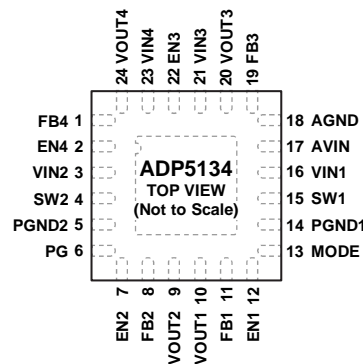 24 VOUT4
23 VIN4
22 EN3
21 VIN3
20 VOUT3
19 FB3
FB4 1
EN4 2
VIN2 3
SW2 4
PGND2 5
PG 6
ADP5134
TOP VIEW
(Not to Scale)
18 AGND
17 AVIN
16 VIN1
15 SW1
14 PGND1
13 MODE
EN2 7
FB2 8
VOUT2 9
VOUT1 10
FB1 11
EN1 12